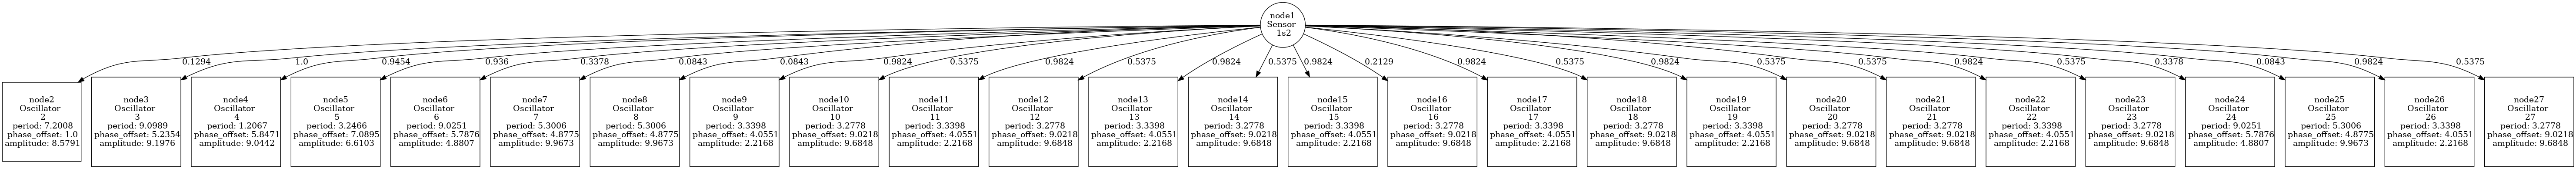 node1
Sensor
1s2
0.1294
-1.0
-0.9454
0.936
0.3378
-0.0843
-0.0843
0.9824
-0.5375
0.9824
-0.5375
0.9824
-0.5375
0.9824
0.2129
0.9824
-0.5375
0.9824
-0.5375
-0.5375
0.9824
-0.5375
0.3378
-0.0843
0.9824
-0.5375
node2
Oscillator
2
period: 7.2008
phase_offset: 1.0
amplitude: 8.5791
node3
Oscillator
3
period: 9.0989
phase_offset: 5.2354
amplitude: 9.1976
node4
Oscillator
4
period: 1.2067
phase_offset: 5.8471
amplitude: 9.0442
node5
Oscillator
5
period: 3.2466
phase_offset: 7.0895
amplitude: 6.6103
node6
Oscillator
6
period: 9.0251
phase_offset: 5.7876
amplitude: 4.8807
node7
Oscillator
7
period: 5.3006
phase_offset: 4.8775
amplitude: 9.9673
node8
Oscillator
8
period: 5.3006
phase_offset: 4.8775
amplitude: 9.9673
node9
Oscillator
9
period: 3.3398
phase_offset: 4.0551
amplitude: 2.2168
node10
Oscillator
10
period: 3.2778
phase_offset: 9.0218
amplitude: 9.6848
node11
Oscillator
11
period: 3.3398
phase_offset: 4.0551
amplitude: 2.2168
node12
Oscillator
12
period: 3.2778
phase_offset: 9.0218
amplitude: 9.6848
node13
Oscillator
13
period: 3.3398
phase_offset: 4.0551
amplitude: 2.2168
node14
Oscillator
14
period: 3.2778
phase_offset: 9.0218
amplitude: 9.6848
node15
Oscillator
15
period: 3.3398
phase_offset: 4.0551
amplitude: 2.2168
node16
Oscillator
16
period: 3.2778
phase_offset: 9.0218
amplitude: 9.6848
node17
Oscillator
17
period: 3.3398
phase_offset: 4.0551
amplitude: 2.2168
node18
Oscillator
18
period: 3.2778
phase_offset: 9.0218
amplitude: 9.6848
node19
Oscillator
19
period: 3.3398
phase_offset: 4.0551
amplitude: 2.2168
node20
Oscillator
20
period: 3.2778
phase_offset: 9.0218
amplitude: 9.6848
node21
Oscillator
21
period: 3.2778
phase_offset: 9.0218
amplitude: 9.6848
node22
Oscillator
22
period: 3.3398
phase_offset: 4.0551
amplitude: 2.2168
node23
Oscillator
23
period: 3.2778
phase_offset: 9.0218
amplitude: 9.6848
node24
Oscillator
24
period: 9.0251
phase_offset: 5.7876
amplitude: 4.8807
node25
Oscillator
25
period: 5.3006
phase_offset: 4.8775
amplitude: 9.9673
node26
Oscillator
26
period: 3.3398
phase_offset: 4.0551
amplitude: 2.2168
node27
Oscillator
27
period: 3.2778
phase_offset: 9.0218
amplitude: 9.6848